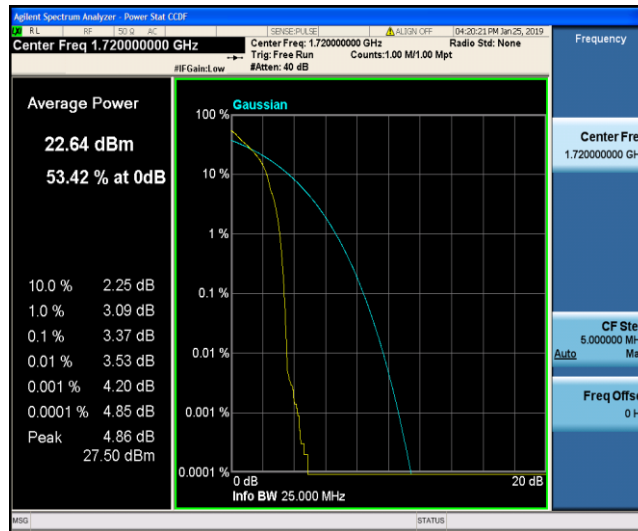 Agilent Spectrum Analyzer - Power Stat CCDF
RL RF 50 Ω AC SENSE:PULSE ALIGN OFF 04:20:21 PM Jan 25, 2019
Center Freq 1.720000000 GHz
Center Freq: 1.720000000 GHz Radio Std: None
Trig: Free Run Counts:1.00 M/1.00 Mpt
#IFGain:Low #Atten: 40 dB
Frequency
Average Power
22.64 dBm
53.42 % at 0dB
10.0 % 2.25 dB
1.0 % 3.09 dB
0.1 % 3.37 dB
0.01 % 3.53 dB
0.001 % 4.20 dB
0.0001 % 4.85 dB
Peak 4.86 dB
27.50 dBm
Gaussian
100 %
10 %
1 %
0.1 %
0.01 %
0.001 %
0.0001 %
0 dB 20 dB
Info BW 25.000 MHz
Center Fre
1.720000000 GH
CF Ste
5.000000 MH
Auto Ma
Freq Offse
0 H
MSG STATUS